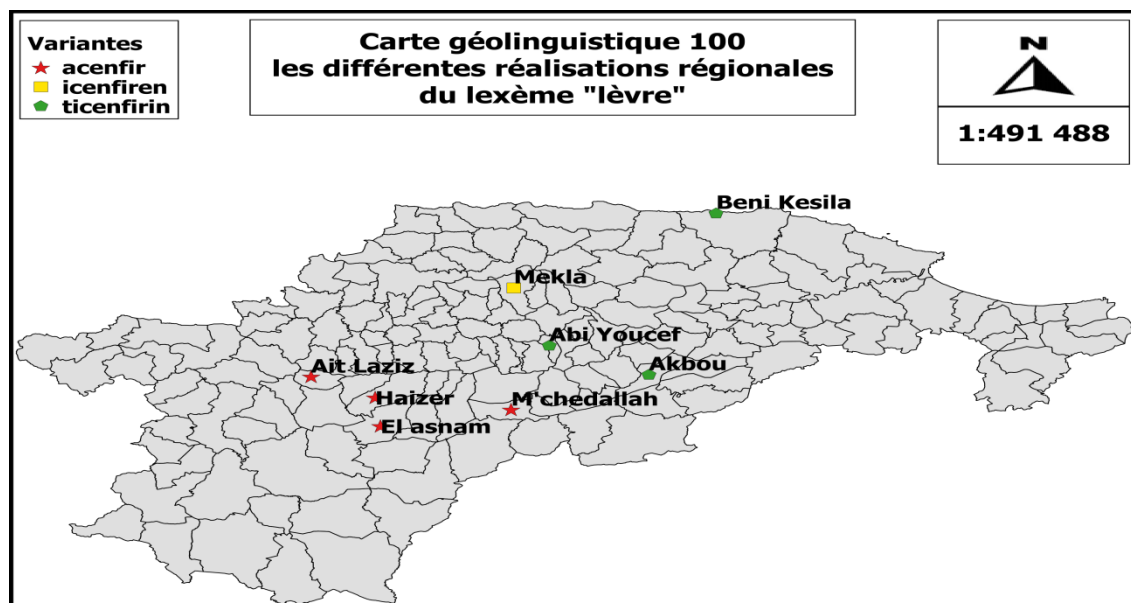 Variantes
acenfir
icenfiren
ticenfirin
Carte géolinguistique 100
les différentes réalisations régionales
du lexème "lèvre"
N
1:491 488
Beni Kesila
Mekla
Abi Youcef
Ait Laziz
Akbou
Haizer
M'chedallah
El asnam